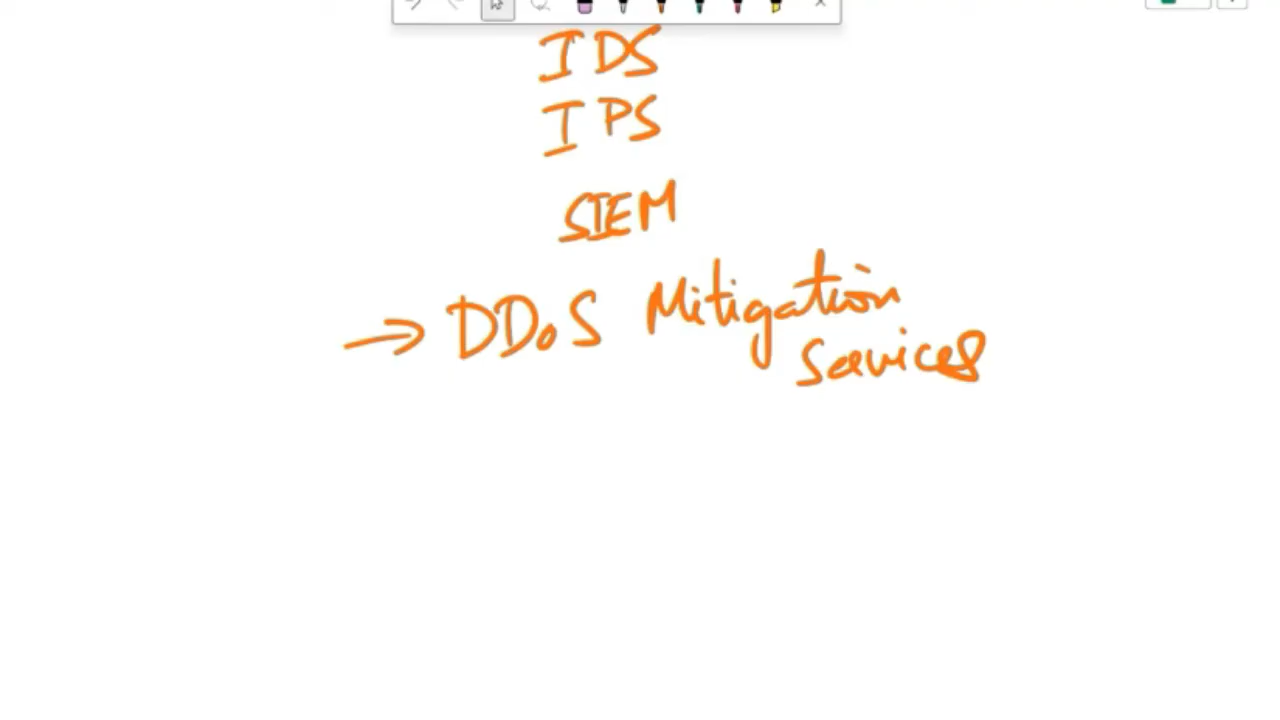 IDS
IPS
SIEM
→ DDoS Mitigation
Services